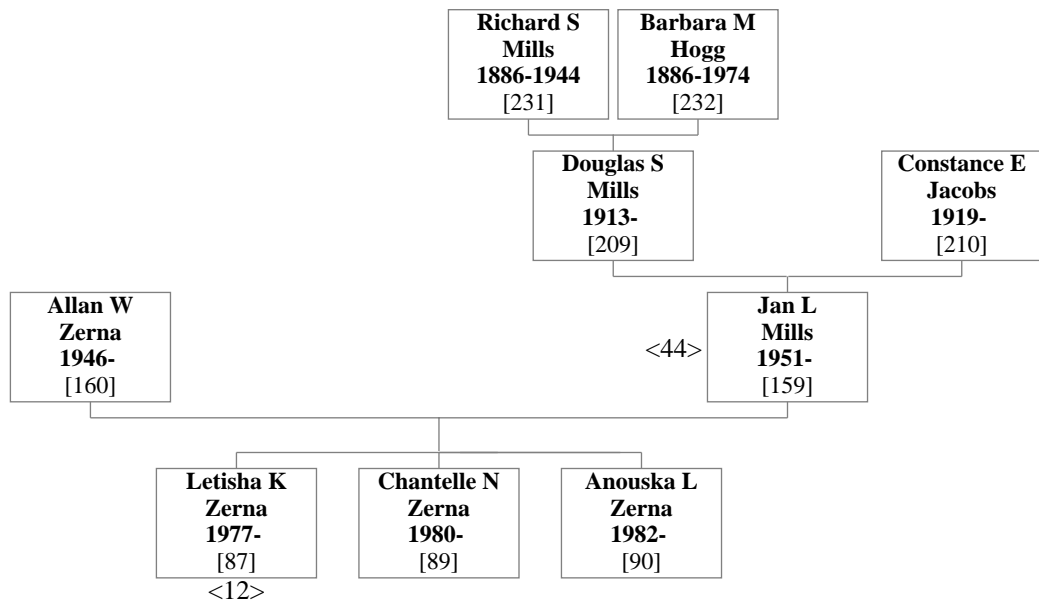 Richard S
Mills
1886-1944
[231]
Barbara M
Hogg
1886-1974
[232]
Douglas S
Mills
1913-
[209]
Constance E
Jacobs
1919-
[210]
Allan W
Zerna
1946-
[160]
<44>
Jan L
Mills
1951-
[159]
Letisha K
Zerna
1977-
[87]
<12>
Chantelle N
Zerna
1980-
[89]
Anouska L
Zerna
1982-
[90]